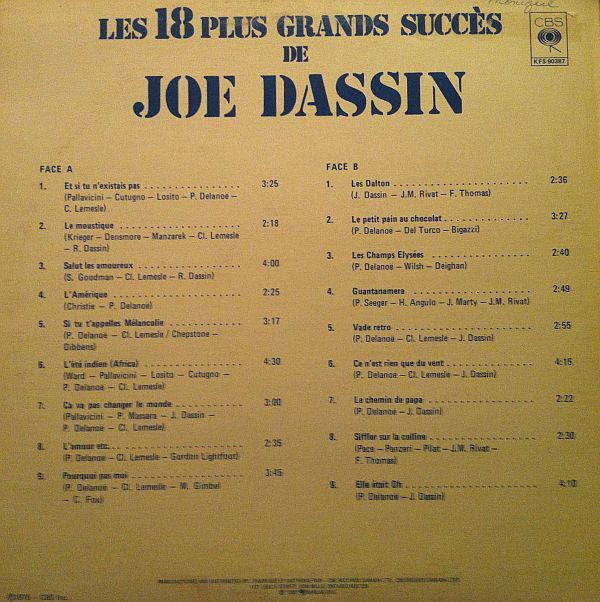 Monique
LES 18 PLUS GRANDS SUCCÈS
DE
JOE DASSIN
CBS
KFS-90387
FACE A
1. Et si tu n'existais pas ................ 3:25
(Pallavicini — Cutugno — Losito — P. Delanoë —
C. Lemesle)
2. Le moustique ................ 2:18
(Krieger — Densmore — Manzarek — Cl. Lemesle
— R. Dassin)
3. Salut les amoureux ................ 4:00
(S. Goodman — Cl. Lemesle — R. Dassin)
4. L'Amérique ................ 2:25
(Christie — P. Delanoë)
5. Si tu t'appelles Mélancolie ................ 3:17
(P. Delanoë — Cl. Lemesle / Chepstone —
Dibbens)
6. L'été indien (Africa) ................ 4:30
(Ward — Pallavicini — Losito — Cutugno —
P. Delanoë — Cl. Lemesle)
7. Ca va pas changer le monde ................ 3:00
(Pallavicini — P. Massara — J. Dassin —
P. Delanoë — Cl. Lemesle)
8. L'amour etc. ................ 2:35
(P. Delanoë — Cl. Lemesle — Gordon Lightfoot)
9. Pourquoi pas moi ................ 3:45
(P. Delanoë — Cl. Lemesle — M. Gimbel
— C. Fox)
FACE B
1. Les Dalton ................ 2:36
(J. Dassin — J.M. Rivat — F. Thomas)
2. Le petit pain au chocolat ................ 3:27
(P. Delanoe — Del Turco — Bigazzi)
3. Les Champs Elysées ................ 2:40
(P. Delanoe — Wilsh — Deighan)
4. Guantanamera ................ 2:49
(P. Seeger — H. Angulo — J. Marty — J.M. Rivat)
5. Vade retro ................ 2:55
(P. Delanoë — Cl. Lemesle — J. Dassin)
6. Ce n'est rien que du vent ................ 4:15
(P. Delanoë — Cl. Lemesle — J. Dassin)
7. Le chemin de papa ................ 2:22
(P. Delanoë — J. Dassin)
8. Siffler sur la colline ................ 2:30
(Pace — Panzeri — Pilat — J.M. Rivat —
F. Thomas)
9. Elle était Oh ................ 4:10
(P. Delanoë — J. Dassin)
CBS Inc.